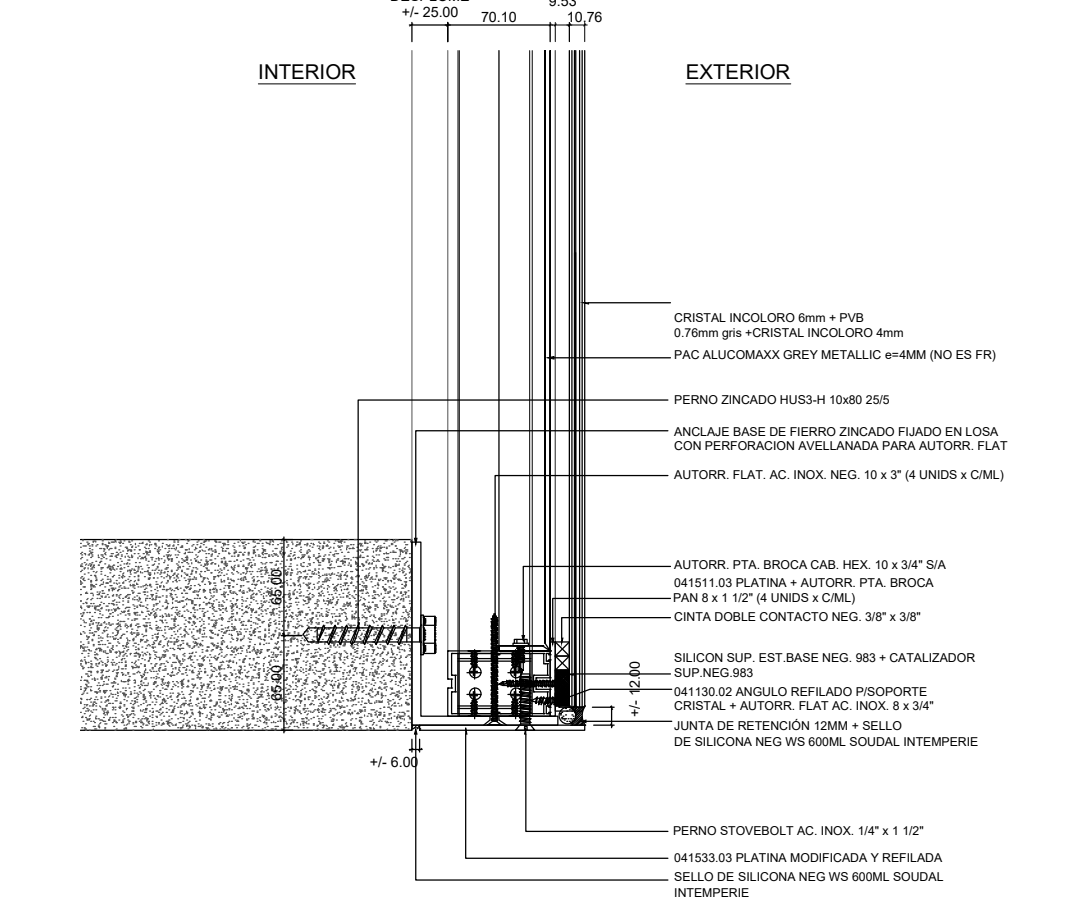 DESPLOME
+/- 25.00
70.10
9.53
10.76
INTERIOR
EXTERIOR
CRISTAL INCOLORO 6mm + PVB
0.76mm gris +CRISTAL INCOLORO 4mm
PAC ALUCOMAXX GREY METALLIC e=4MM (NO ES FR)
PERNO ZINCADO HUS3-H 10x80 25/5
ANCLAJE BASE DE FIERRO ZINCADO FIJADO EN LOSA
CON PERFORACION AVELLANADA PARA AUTORR. FLAT
AUTORR. FLAT. AC. INOX. NEG. 10 x 3" (4 UNIDS x C/ML)
AUTORR. PTA. BROCA CAB. HEX. 10 x 3/4" S/A
041511.03 PLATINA + AUTORR. PTA. BROCA
PAN 8 x 1 1/2" (4 UNIDS x C/ML)
CINTA DOBLE CONTACTO NEG. 3/8" x 3/8"
SILICON SUP. EST.BASE NEG. 983 + CATALIZADOR
SUP.NEG.983
041130.02 ANGULO REFILADO P/SOPORTE
CRISTAL + AUTORR. FLAT AC. INOX. 8 x 3/4"
JUNTA DE RETENCIÓN 12MM + SELLO
DE SILICONA NEG WS 600ML SOUDAL INTEMPERIE
65.00
65.00
+/- 12.00
+/- 6.00
PERNO STOVEBOLT AC. INOX. 1/4" x 1 1/2"
041533.03 PLATINA MODIFICADA Y REFILADA
SELLO DE SILICONA NEG WS 600ML SOUDAL
INTEMPERIE